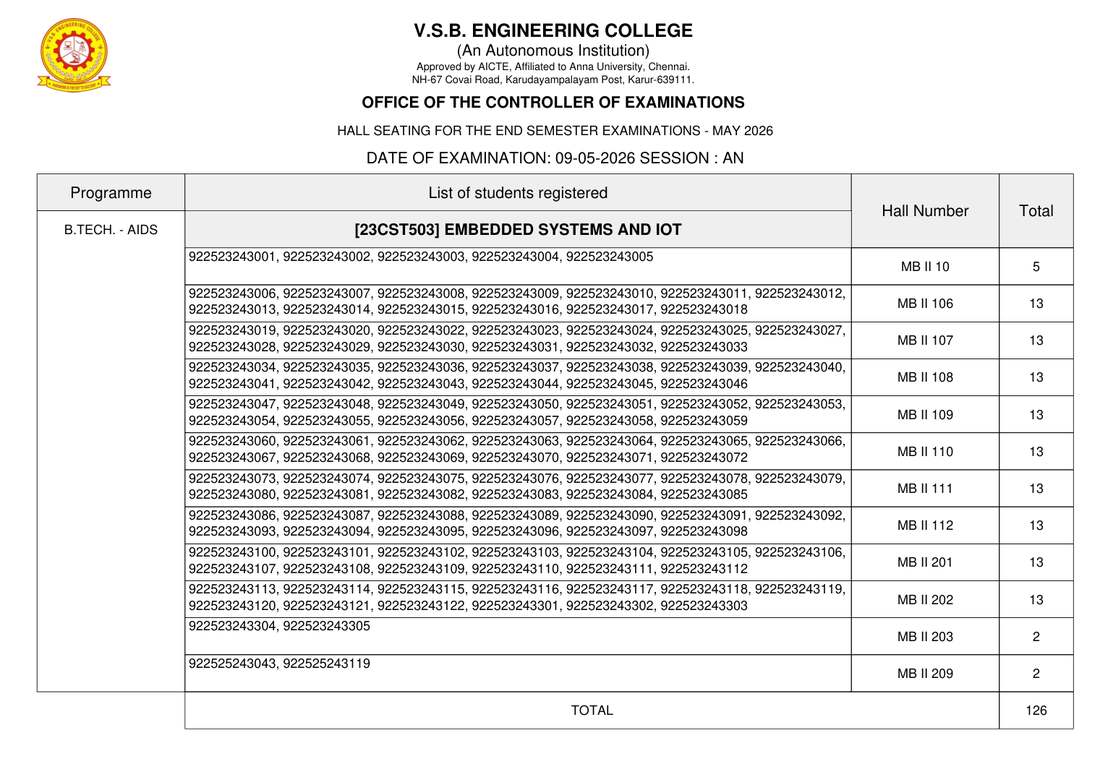 V.S.B. ENGINEERING COLLEGE
(An Autonomous Institution)
Approved by AICTE, Affiliated to Anna University, Chennai.
NH-67 Covai Road, Karudayampalayam Post, Karur-639111.
OFFICE OF THE CONTROLLER OF EXAMINATIONS
HALL SEATING FOR THE END SEMESTER EXAMINATIONS - MAY 2026
DATE OF EXAMINATION: 09-05-2026 SESSION : AN
Programme List of students registered Hall Number Total
B.TECH. - AIDS [23CST503] EMBEDDED SYSTEMS AND IOT
922523243001, 922523243002, 922523243003, 922523243004, 922523243005 MB II 10 5
922523243006, 922523243007, 922523243008, 922523243009, 922523243010, 922523243011, 922523243012,
922523243013, 922523243014, 922523243015, 922523243016, 922523243017, 922523243018 MB II 106 13
922523243019, 922523243020, 922523243022, 922523243023, 922523243024, 922523243025, 922523243027,
922523243028, 922523243029, 922523243030, 922523243031, 922523243032, 922523243033 MB II 107 13
922523243034, 922523243035, 922523243036, 922523243037, 922523243038, 922523243039, 922523243040,
922523243041, 922523243042, 922523243043, 922523243044, 922523243045, 922523243046 MB II 108 13
922523243047, 922523243048, 922523243049, 922523243050, 922523243051, 922523243052, 922523243053,
922523243054, 922523243055, 922523243056, 922523243057, 922523243058, 922523243059 MB II 109 13
922523243060, 922523243061, 922523243062, 922523243063, 922523243064, 922523243065, 922523243066,
922523243067, 922523243068, 922523243069, 922523243070, 922523243071, 922523243072 MB II 110 13
922523243073, 922523243074, 922523243075, 922523243076, 922523243077, 922523243078, 922523243079,
922523243080, 922523243081, 922523243082, 922523243083, 922523243084, 922523243085 MB II 111 13
922523243086, 922523243087, 922523243088, 922523243089, 922523243090, 922523243091, 922523243092,
922523243093, 922523243094, 922523243095, 922523243096, 922523243097, 922523243098 MB II 112 13
922523243100, 922523243101, 922523243102, 922523243103, 922523243104, 922523243105, 922523243106,
922523243107, 922523243108, 922523243109, 922523243110, 922523243111, 922523243112 MB II 201 13
922523243113, 922523243114, 922523243115, 922523243116, 922523243117, 922523243118, 922523243119,
922523243120, 922523243121, 922523243122, 922523243301, 922523243302, 922523243303 MB II 202 13
922523243304, 922523243305 MB II 203 2
922525243043, 922525243119 MB II 209 2
TOTAL 126